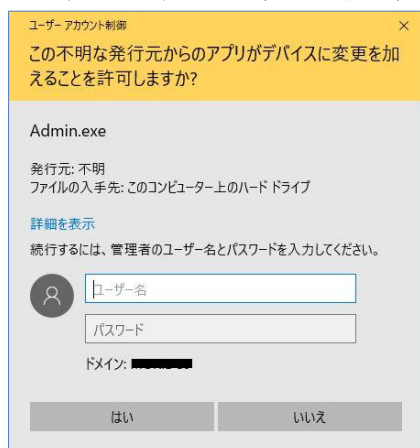 ユーザー アカウント制御
×
この不明な発行元からのアプリがデバイスに変更を加
えることを許可しますか?
Admin.exe
発行元: 不明
ファイルの入手先: このコンピューター上のハード ドライブ
詳細を表示
続行するには、管理者のユーザー名とパスワードを入力してください。
ユーザー名
パスワード
ドメイン:
はい
いいえ